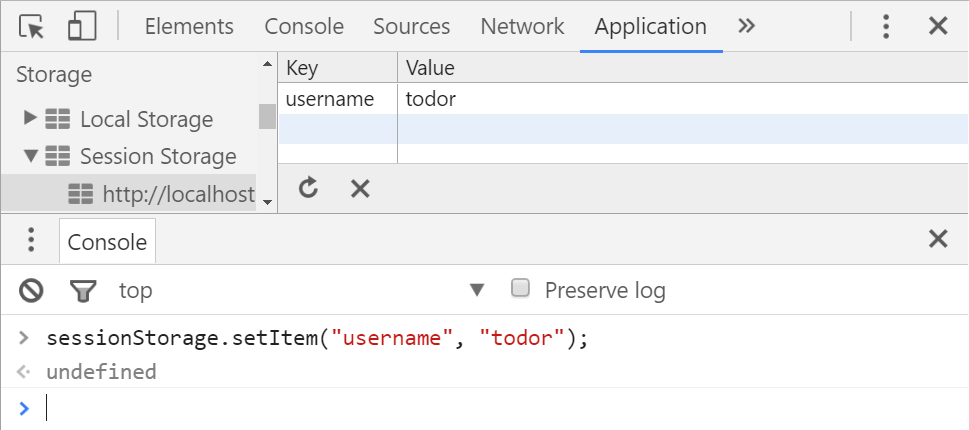 Elements Console Sources Network Application
Storage
Key Value
username todor
Local Storage
Session Storage
http://localhost
Console
top Preserve log
sessionStorage.setItem("username", "todor");
undefined